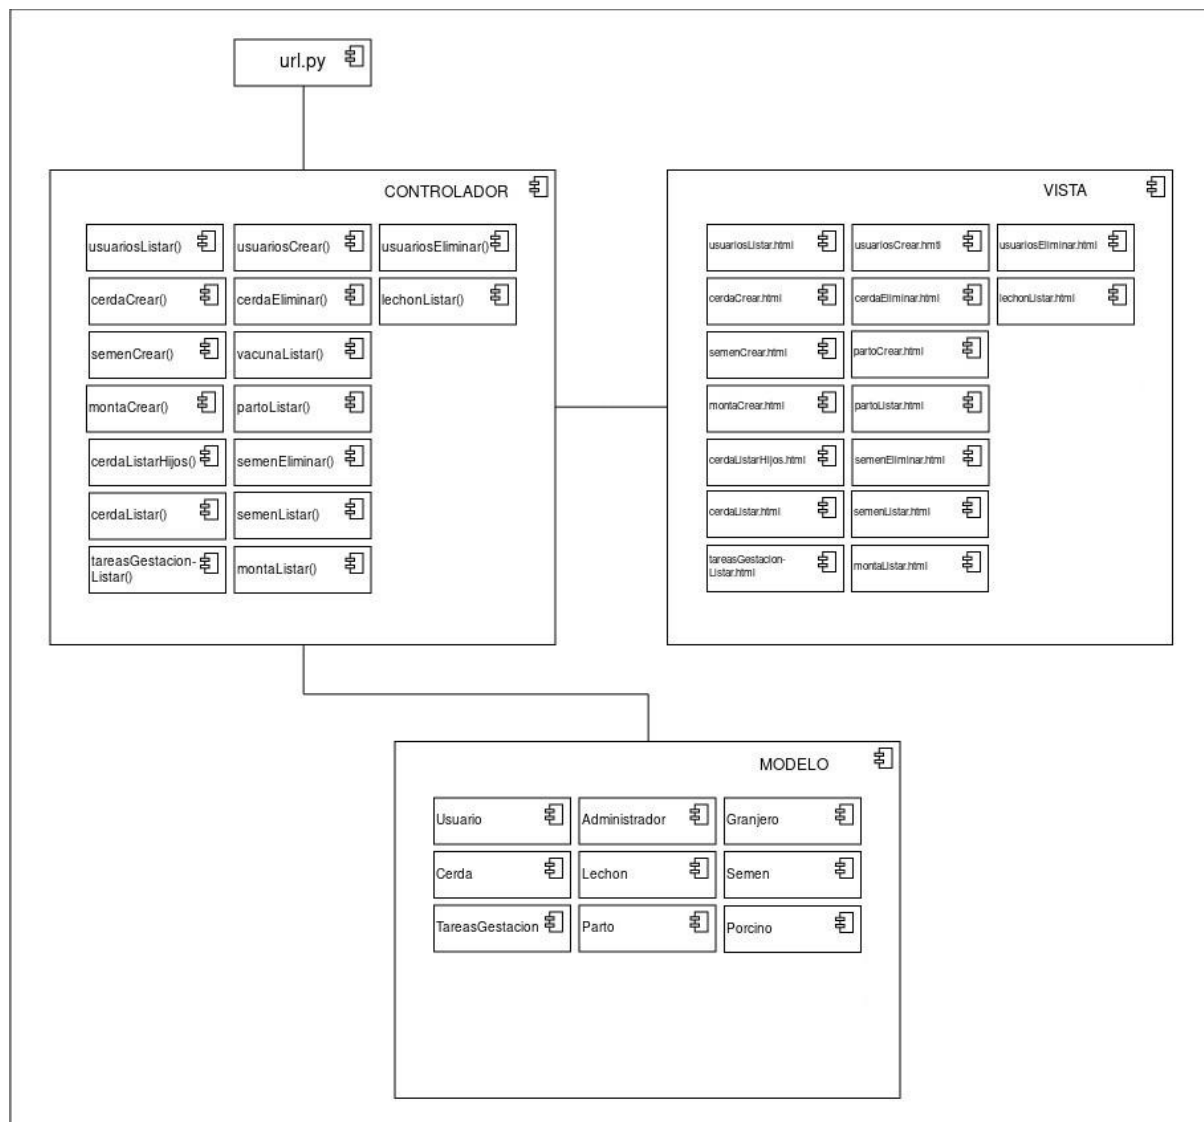 url.py
CONTROLADOR
usuariosListar()
usuariosCrear()
usuariosEliminar()
cerdaCrear()
cerdaEliminar()
lechonListar()
semenCrear()
vacunaListar()
montaCrear()
partoListar()
cerdaListarHijos()
semenEliminar()
cerdaListar()
semenListar()
tareasGestacion-
Listar()
montaListar()
VISTA
usuariosListar.html
usuariosCrear.hmtl
usuariosEliminar.html
cerdaCrear.html
cerdaEliminar.html
lechonListar.html
semenCrear.html
partoCrear.html
montaCrear.html
partoListar.html
cerdaListarHijos.html
semenEliminar.html
cerdaListar.html
semenListar.html
tareasGestacion-
Listar.html
montaListar.html
MODELO
Usuario
Administrador
Granjero
Cerda
Lechon
Semen
TareasGestacion
Parto
Porcino